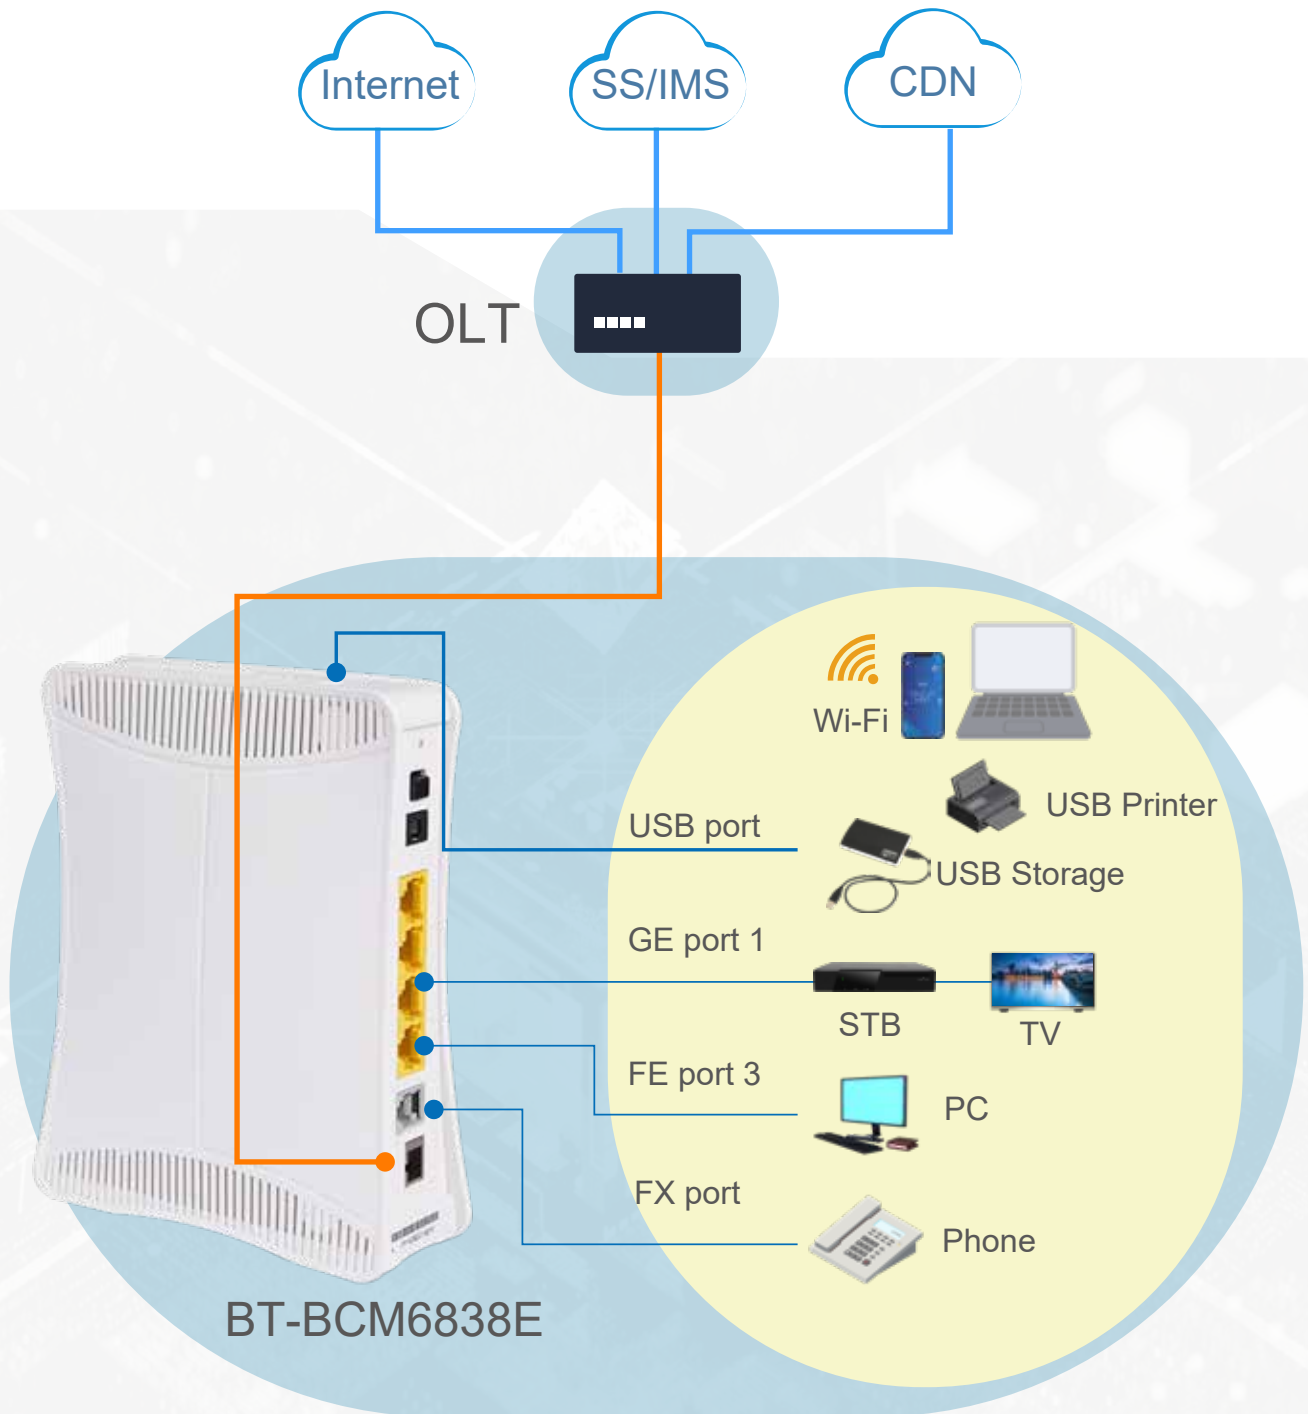 Internet
SS/IMS
CDN
OLT
Wi-Fi
USB Printer
USB port
USB Storage
GE port 1
STB
TV
FE port 3
PC
FX port
Phone
BT-BCM6838E